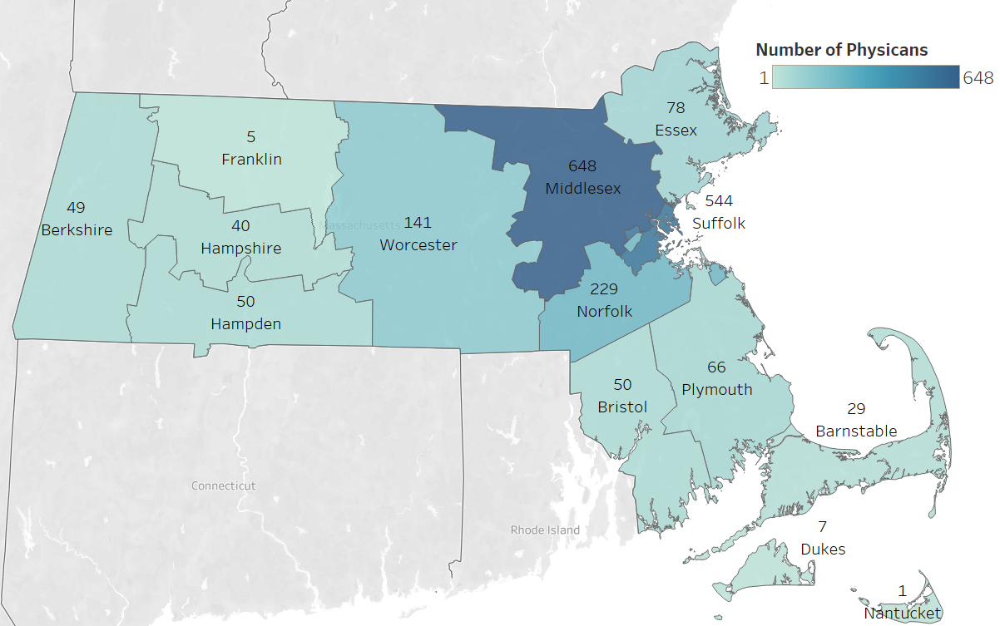 Number of Physicans
1
648
78
Essex
5
Franklin
648
Middlesex
49
Berkshire
544
Suffolk
40
Hampshire
Massachusetts
141
Worcester
229
Norfolk
50
Hampden
66
Plymouth
50
Bristol
29
Barnstable
Connecticut
Rhode Island
7
Dukes
1
Nantucket